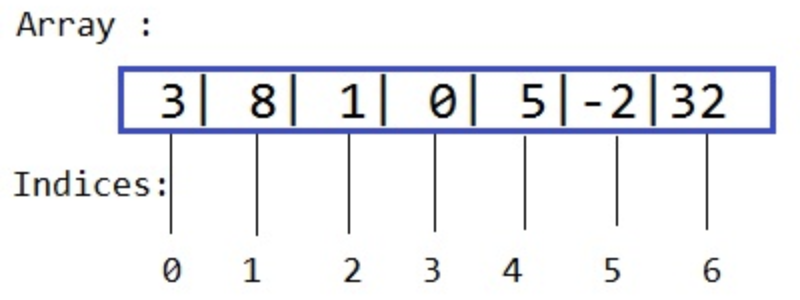 Array :
3| 8| 1| 0| 5|-2|32
Indices:
0 1 2 3 4 5 6